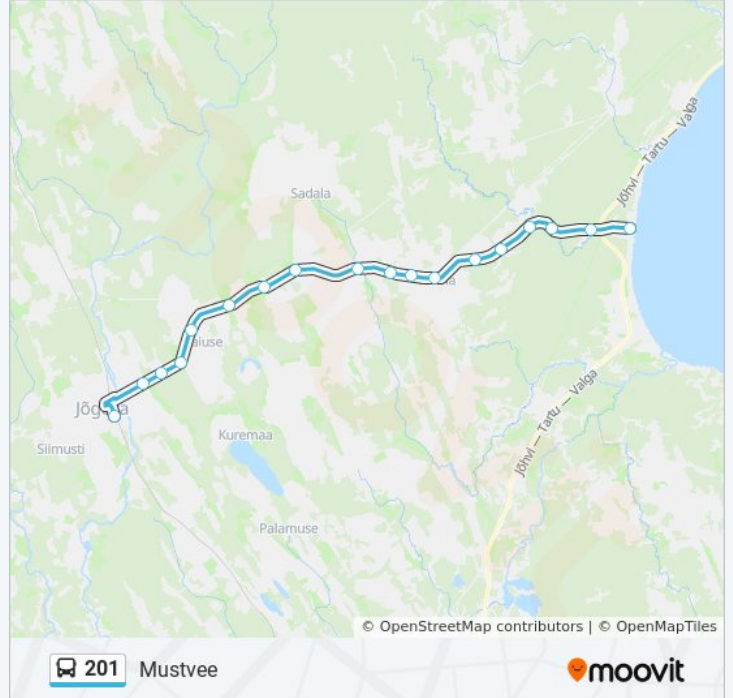 Jõhvi — Tartu — Valga
Sadala
Jõhvi — Tartu — Valga
Kuremaa
Siimusti
Palamuse
© OpenStreetMap contributors | © OpenMapTiles
201 Mustvee
moovit